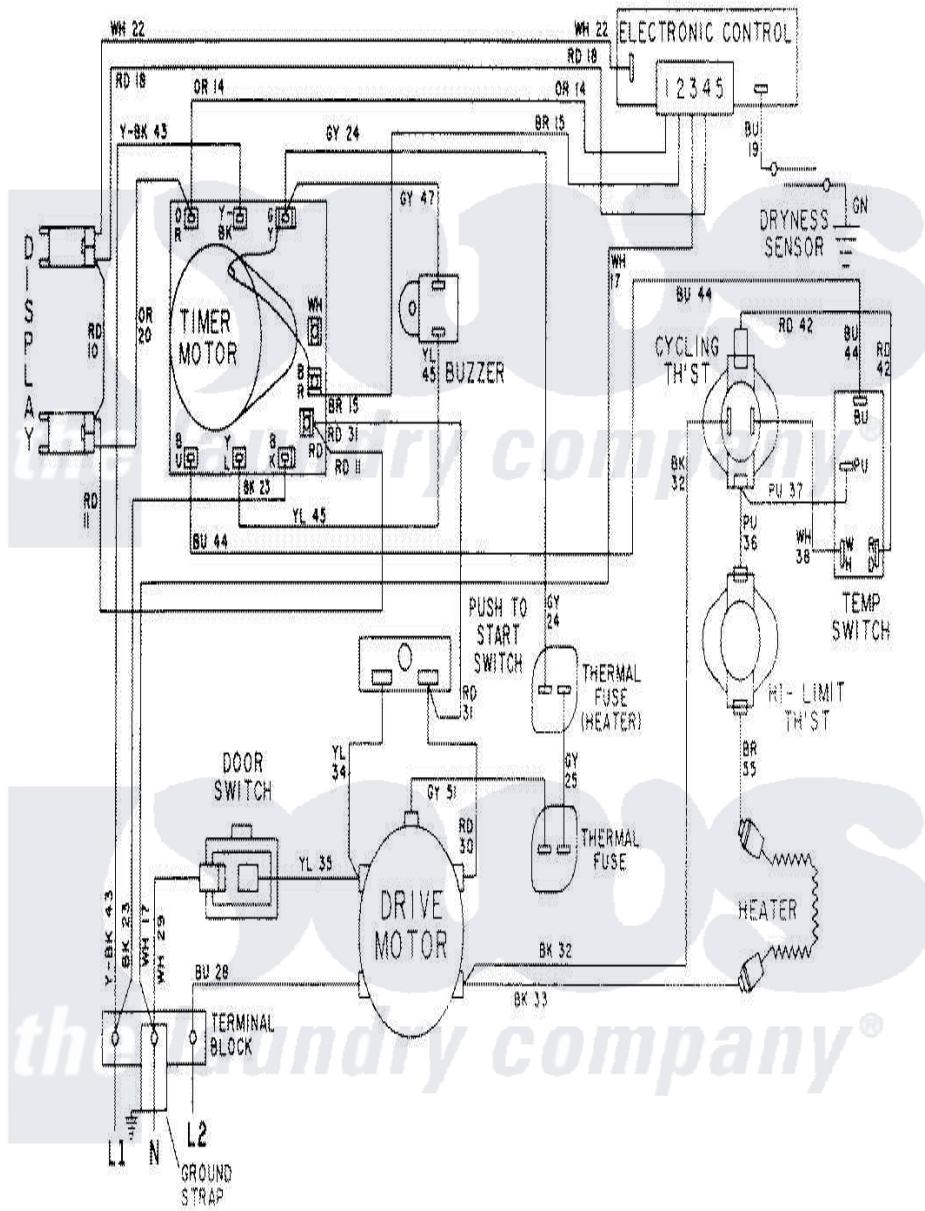 WH 22
WH 22
ELECTRONIC CONTROL
RD 18
RD 18
OR 14
OR 14
1 2 3 4 5
Y-BK 43
GY 24
BR 15
BU
19
GY 47
GN
DRYNESS
SENSOR
O
R
Y-
BK
G
Y
DISPLAY
WH
17
BU 44
WH
RD
10
OR
20
TIMER
MOTOR
RD 42
CYCLING
TH'ST
BU
44
RD
42
YL
45
BUZZER
B
R
BR 15
BU
RD 31
RD
RD 11
B
U
Y
L
B
K
BK
32
PU
PU 37
BK 23
RD
11
YL 45
PU
36
WH
38
W
H
R
D
BU 44
TEMP
SWITCH
PUSH TO
START
SWITCH
GY
24
THERMAL
FUSE
(HEATER)
RD
31
HI-LIMIT
TH'ST
YL
34
GY
25
BR
35
DOOR
SWITCH
GY 51
RD
30
THERMAL
FUSE
YL 35
DRIVE
MOTOR
HEATER
Y-BK 43
BK 23
WH 17
WH 29
BU 28
BK 32
BK 33
TERMINAL
BLOCK
L1
N
L2
GROUND
STRAP
the laundry company®
the laundry company®